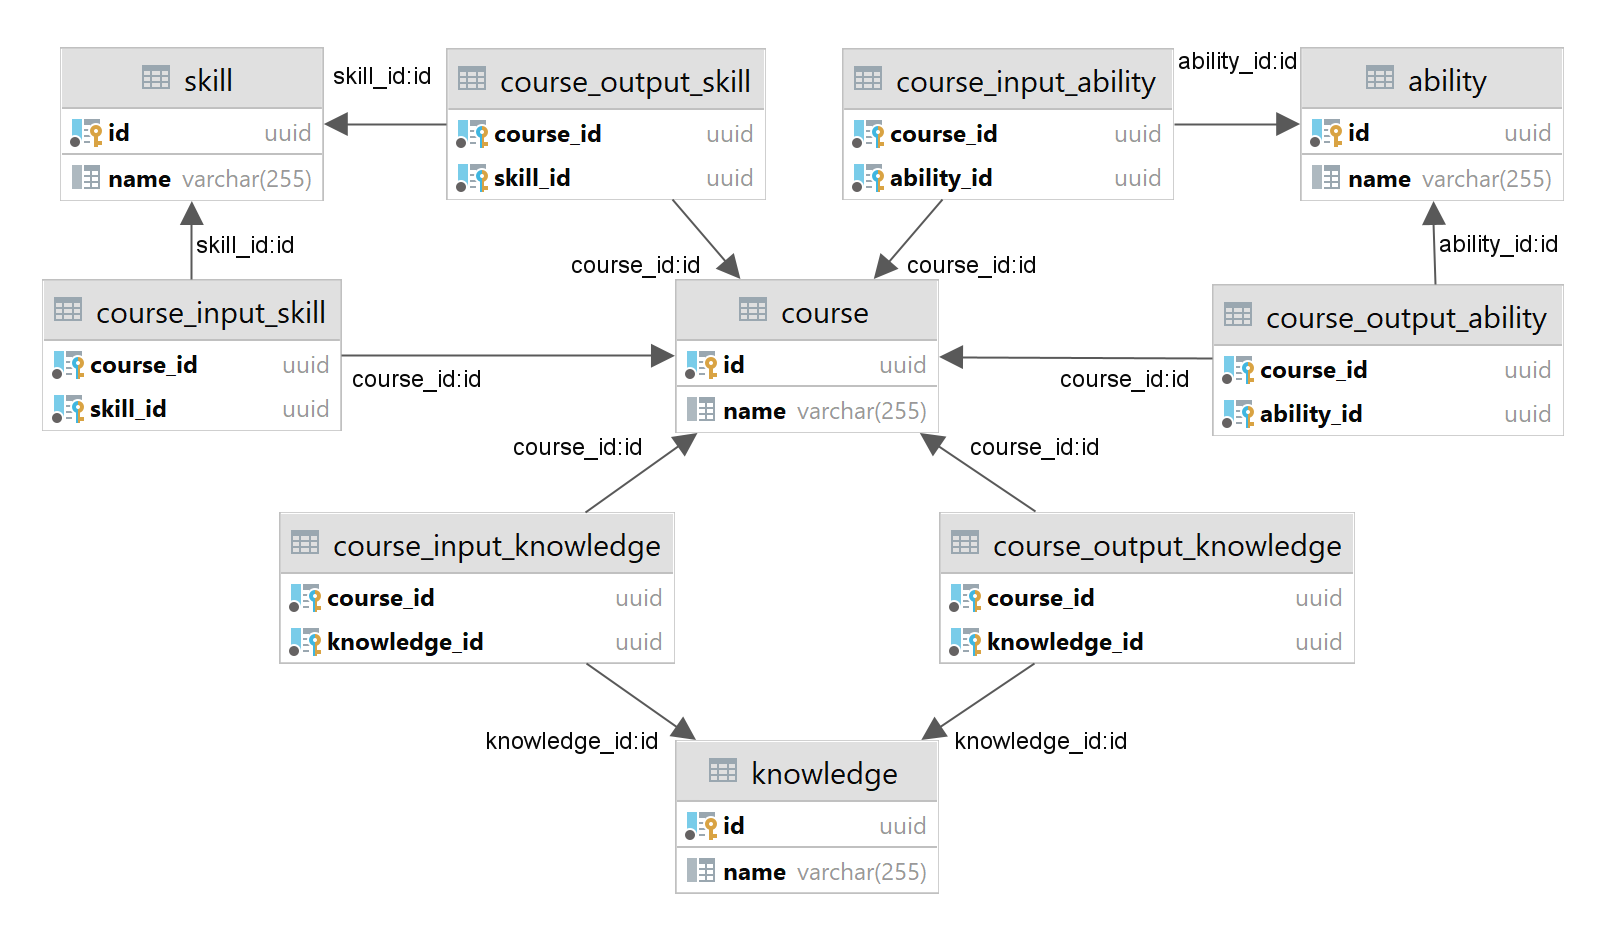 skill
id uuid
name varchar(255)
skill_id:id
course_output_skill
course_id uuid
skill_id uuid
course_input_ability
course_id uuid
ability_id uuid
ability_id:id
ability
id uuid
name varchar(255)
skill_id:id
course_id:id
course_id:id
ability_id:id
course_input_skill
course_id uuid
skill_id uuid
course_id:id
course
id uuid
name varchar(255)
course_id:id
course_output_ability
course_id uuid
ability_id uuid
course_id:id
course_id:id
course_input_knowledge
course_id uuid
knowledge_id uuid
course_output_knowledge
course_id uuid
knowledge_id uuid
knowledge_id:id
knowledge_id:id
knowledge
id uuid
name varchar(255)